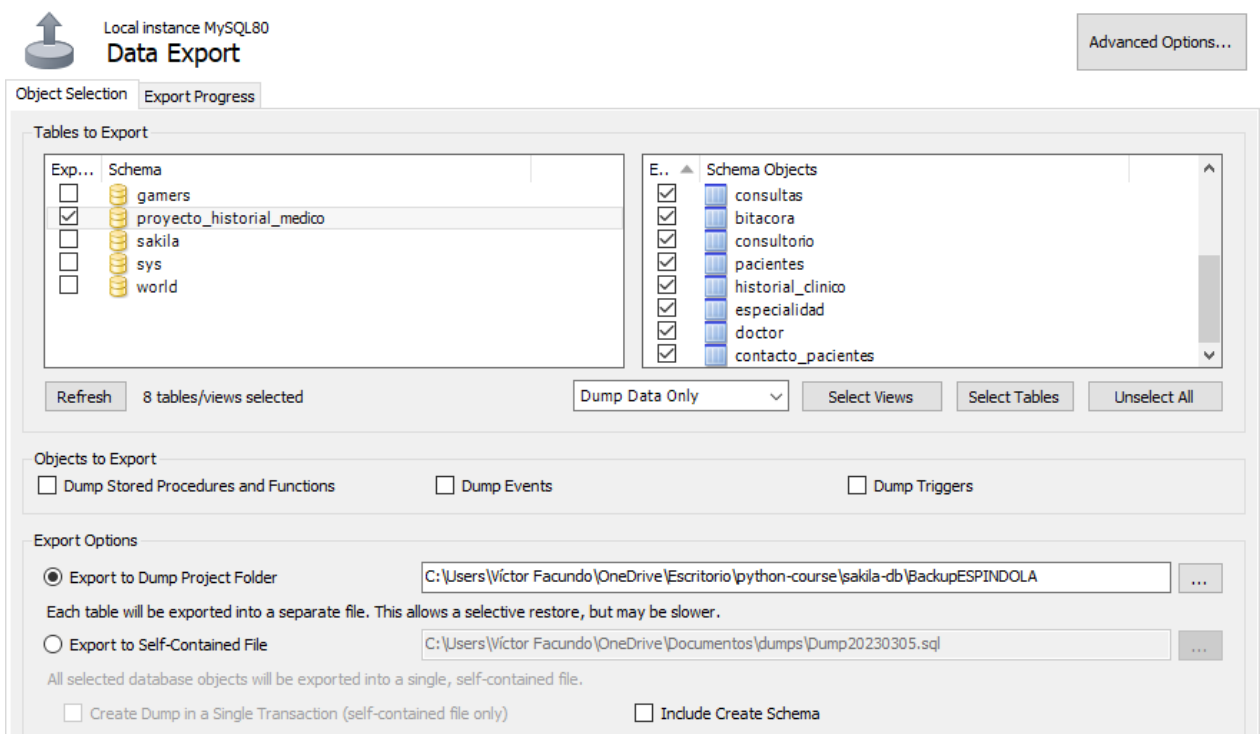 Local instance MySQL80
Data Export
Advanced Options...
Object Selection
Export Progress
Tables to Export
Exp... Schema
gamers
proyecto_historial_medico
sakila
sys
world
E.. Schema Objects
consultas
bitacora
consultorio
pacientes
historial_clinico
especialidad
doctor
contacto_pacientes
Refresh
8 tables/views selected
Dump Data Only
Select Views
Select Tables
Unselect All
Objects to Export
Dump Stored Procedures and Functions
Dump Events
Dump Triggers
Export Options
Export to Dump Project Folder
C:\Users\Víctor Facundo\OneDrive\Escritorio\python-course\sakila-db\BackupESPINDOLA
...
Each table will be exported into a separate file. This allows a selective restore, but may be slower.
Export to Self-Contained File
C:\Users\Víctor Facundo\OneDrive\Documentos\dumps\Dump20230305.sql
...
All selected database objects will be exported into a single, self-contained file.
Create Dump in a Single Transaction (self-contained file only)
Include Create Schema